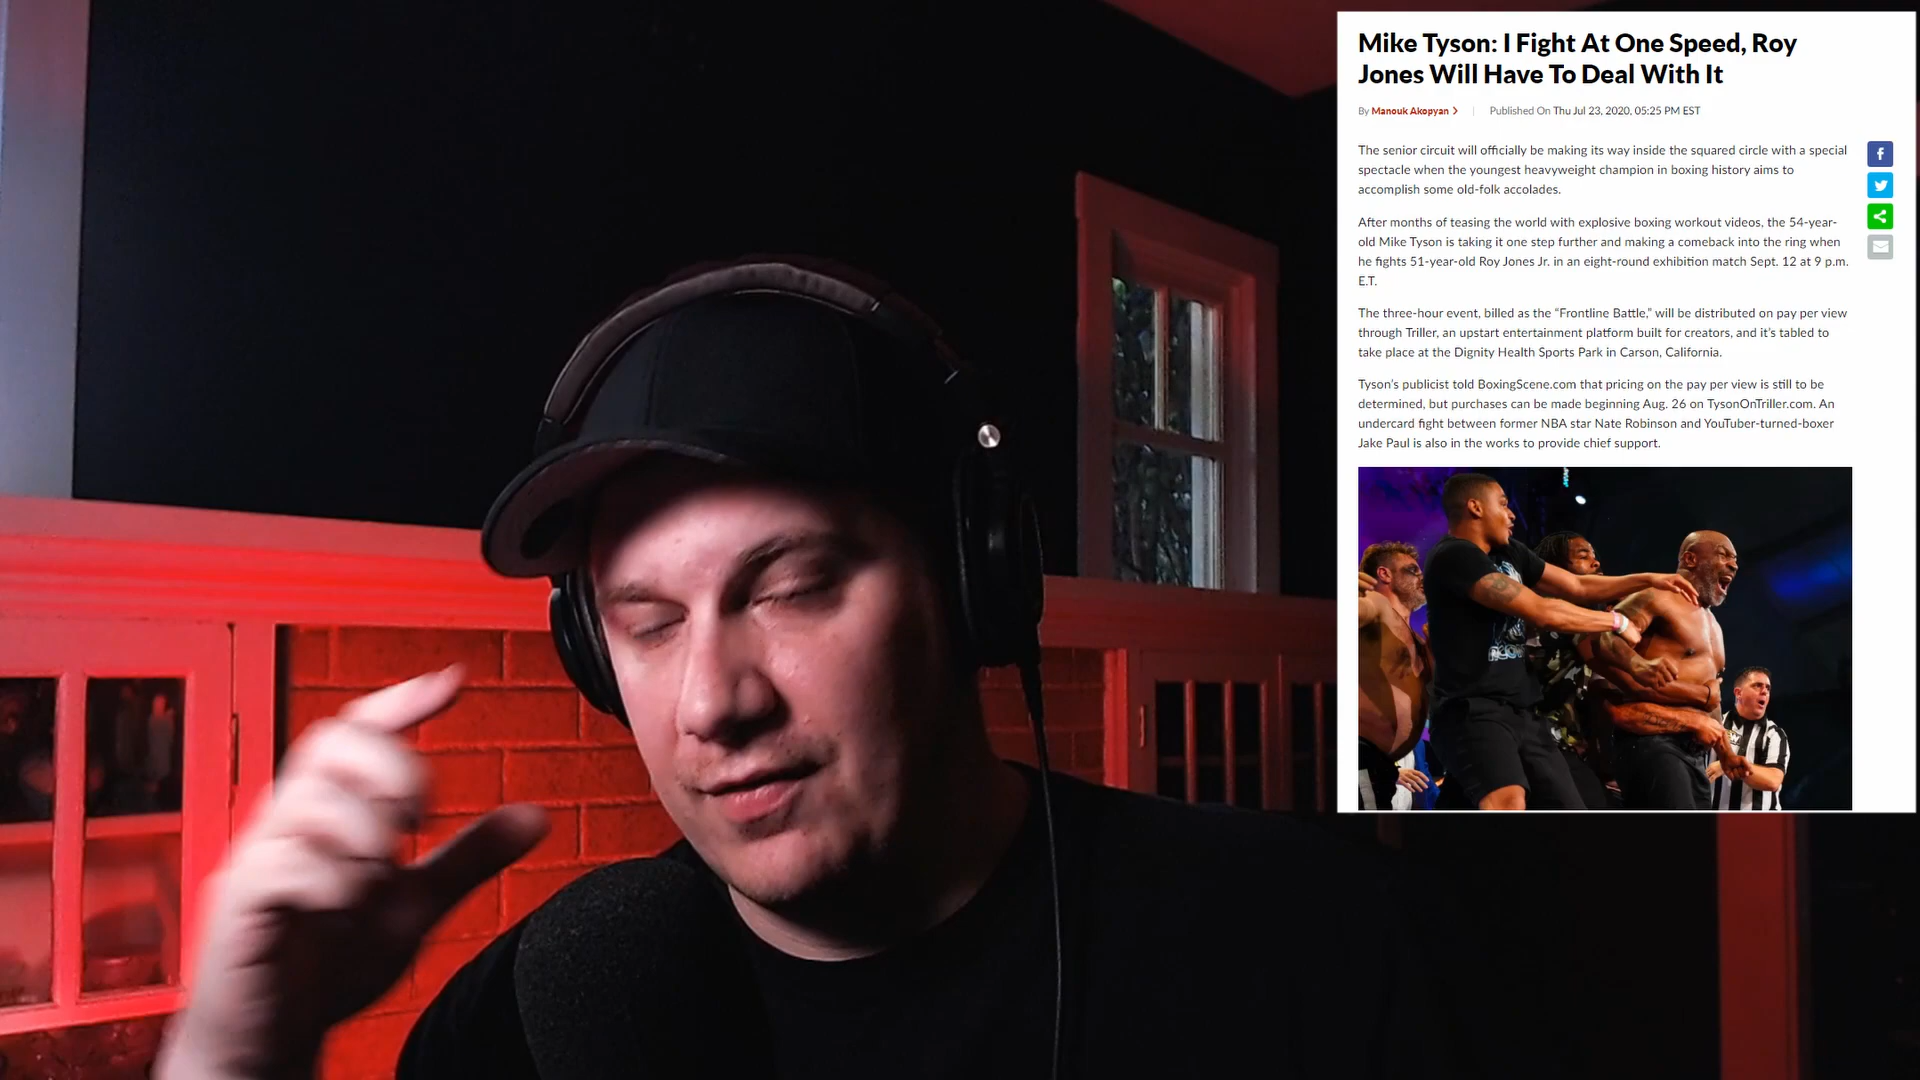 Mike Tyson: I Fight At One Speed, Roy
Jones Will Have To Deal With It
By Manouk Akopyan > | Published On Thu Jul 23, 2020, 05:25 PM EST
The senior circuit will officially be making its way inside the squared circle with a special
spectacle when the youngest heavyweight champion in boxing history aims to
accomplish some old-folk accolades.
After months of teasing the world with explosive boxing workout videos, the 54-year-
old Mike Tyson is taking it one step further and making a comeback into the ring when
he fights 51-year-old Roy Jones Jr. in an eight-round exhibition match Sept. 12 at 9 p.m.
E.T.
The three-hour event, billed as the “Frontline Battle,” will be distributed on pay per view
through Triller, an upstart entertainment platform built for creators, and it’s tabled to
take place at the Dignity Health Sports Park in Carson, California.
Tyson’s publicist told BoxingScene.com that pricing on the pay per view is still to be
determined, but purchases can be made beginning Aug. 26 on TysonOnTriller.com. An
undercard fight between former NBA star Nate Robinson and YouTuber-turned-boxer
Jake Paul is also in the works to provide chief support.